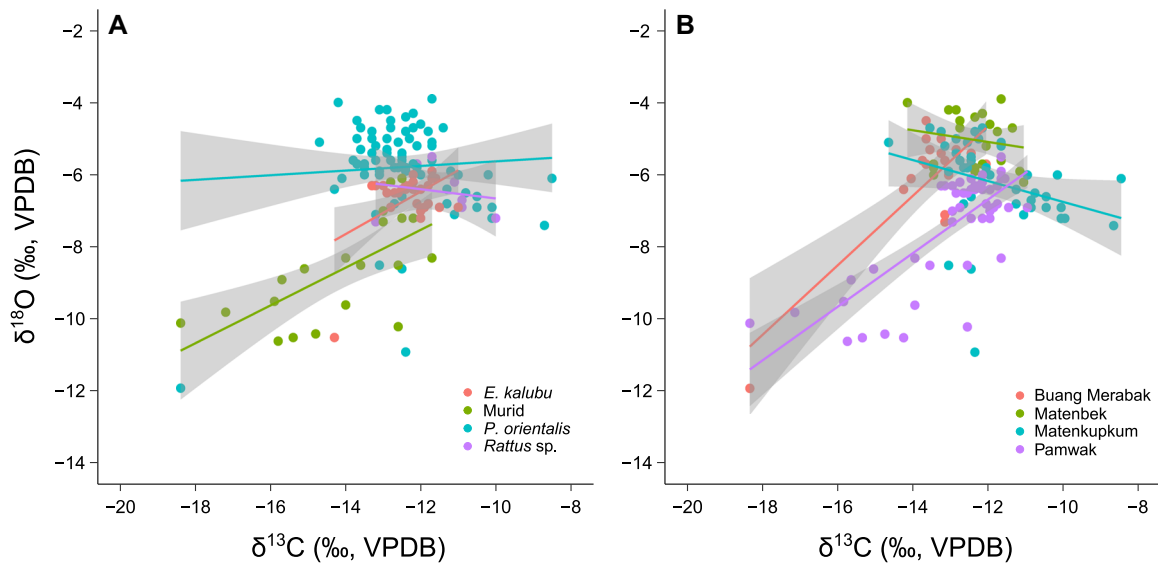 A
−2
−4
−6
−8
−10
−12
−14
δ18O (‰, VPDB)
−20 −18 −16 −14 −12 −10 −8
δ13C (‰, VPDB)
E. kalubu
Murid
P. orientalis
Rattus sp.
B
−2
−4
−6
−8
−10
−12
−14
−20 −18 −16 −14 −12 −10 −8
δ13C (‰, VPDB)
Buang Merabak
Matenbek
Matenkupkum
Pamwak